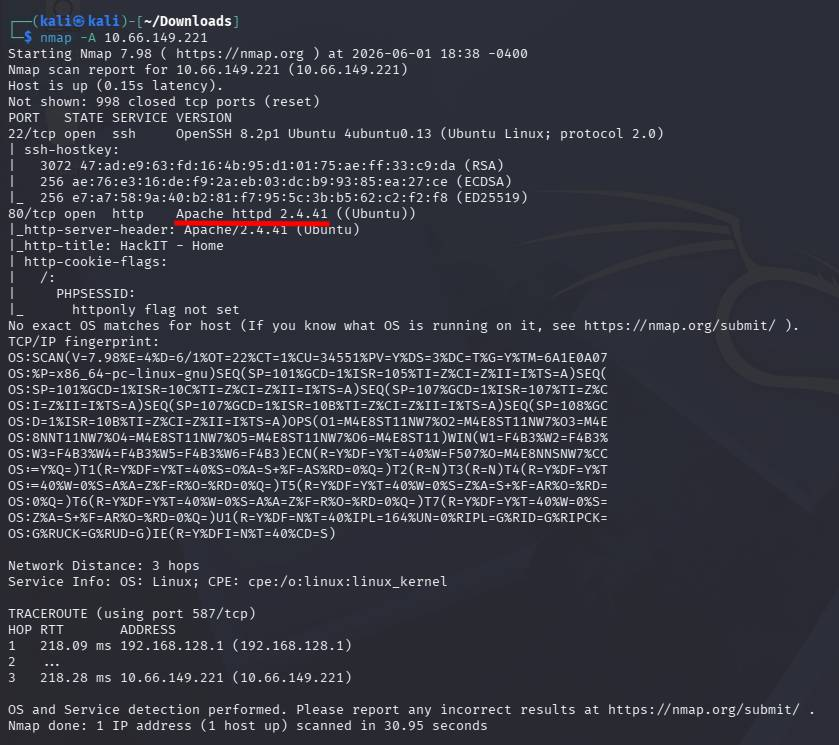 ┌──(kali㉿kali)-[~/Downloads]
└─$ nmap -A 10.66.149.221
Starting Nmap 7.98 ( https://nmap.org ) at 2026-06-01 18:38 -0400
Nmap scan report for 10.66.149.221 (10.66.149.221)
Host is up (0.15s latency).
Not shown: 998 closed tcp ports (reset)
PORT   STATE SERVICE VERSION
22/tcp open  ssh     OpenSSH 8.2p1 Ubuntu 4ubuntu0.13 (Ubuntu Linux; protocol 2.0)
| ssh-hostkey:
|   3072 47:ad:e9:63:fd:16:4b:95:d1:01:75:ae:ff:33:c9:da (RSA)
|   256 ae:76:e3:16:de:f9:2a:eb:03:dc:b9:93:85:ea:27:ce (ECDSA)
|_  256 e7:a7:58:9a:40:b2:81:f7:95:5c:3b:b5:62:c2:f2:f8 (ED25519)
80/tcp open  http    Apache httpd 2.4.41 ((Ubuntu))
|_http-server-header: Apache/2.4.41 (Ubuntu)
|_http-title: HackIT - Home
| http-cookie-flags:
|   /:
|     PHPSESSID:
|_      httponly flag not set
No exact OS matches for host (If you know what OS is running on it, see https://nmap.org/submit/ ).
TCP/IP fingerprint:
OS:SCAN(V=7.98%E=4%D=6/1%OT=22%CT=1%CU=34551%PV=Y%DS=3%DC=T%G=Y%TM=6A1E0A07
OS:%P=x86_64-pc-linux-gnu)SEQ(SP=101%GCD=1%ISR=105%TI=Z%CI=Z%II=I%TS=A)SEQ(
OS:SP=101%GCD=1%ISR=10C%TI=Z%CI=Z%II=I%TS=A)SEQ(SP=107%GCD=1%ISR=107%TI=Z%C
OS:I=Z%II=I%TS=A)SEQ(SP=107%GCD=1%ISR=10B%TI=Z%CI=Z%II=I%TS=A)SEQ(SP=108%GC
OS:D=1%ISR=10B%TI=Z%CI=Z%II=I%TS=A)OPS(O1=M4E8ST11NW7%O2=M4E8ST11NW7%O3=M4E
OS:8NNT11NW7%O4=M4E8ST11NW7%O5=M4E8ST11NW7%O6=M4E8ST11)WIN(W1=F4B3%W2=F4B3%
OS:W3=F4B3%W4=F4B3%W5=F4B3%W6=F4B3)ECN(R=Y%DF=Y%T=40%W=F507%O=M4E8NNSNW7%CC
OS:=Y%Q=)T1(R=Y%DF=Y%T=40%S=O%A=S+%F=AS%RD=0%Q=)T2(R=N)T3(R=N)T4(R=Y%DF=Y%T
OS:=40%W=0%S=A%A=Z%F=R%O=%RD=0%Q=)T5(R=Y%DF=Y%T=40%W=0%S=Z%A=S+%F=AR%O=%RD=
OS:0%Q=)T6(R=Y%DF=Y%T=40%W=0%S=A%A=Z%F=R%O=%RD=0%Q=)T7(R=Y%DF=Y%T=40%W=0%S=
OS:Z%A=S+%F=AR%O=%RD=0%Q=)U1(R=Y%DF=N%T=40%IPL=164%UN=0%RIPL=G%RID=G%RIPCK=
OS:G%RUCK=G%RUD=G)IE(R=Y%DFI=N%T=40%CD=S)
Network Distance: 3 hops
Service Info: OS: Linux; CPE: cpe:/o:linux:linux_kernel
TRACEROUTE (using port 587/tcp)
HOP RTT       ADDRESS
1   218.09 ms 192.168.128.1 (192.168.128.1)
2   ...
3   218.28 ms 10.66.149.221 (10.66.149.221)
OS and Service detection performed. Please report any incorrect results at https://nmap.org/submit/ .
Nmap done: 1 IP address (1 host up) scanned in 30.95 seconds